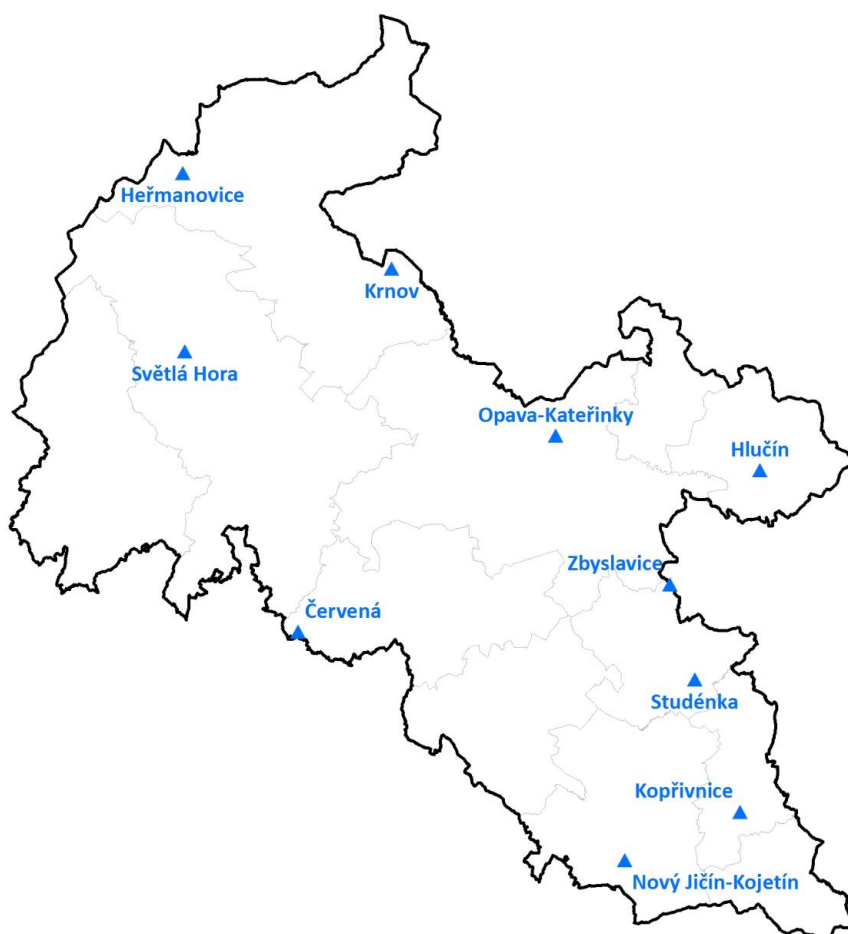 Heřmanovice
Krnov
Světlá Hora
Opava-Kateřinky
Hlučín
Zbyslavice
Červená
Studénka
Kopřivnice
Nový Jičín-Kojetín